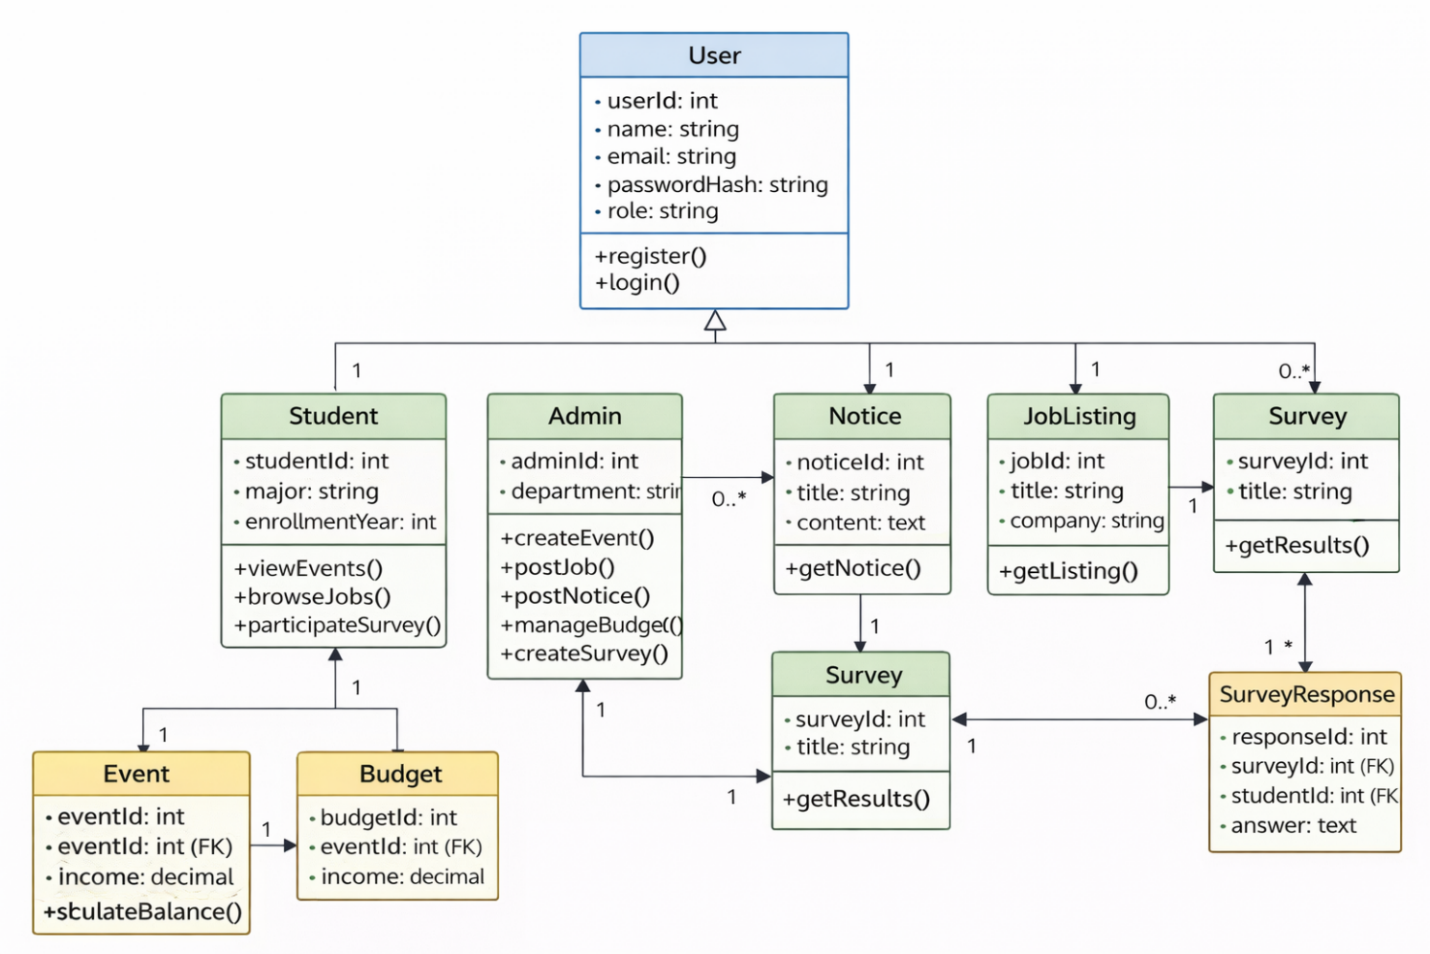 User
• userId: int
• name: string
• email: string
• passwordHash: string
• role: string
+register()
+login()
1
1
1
0..*
Student
• studentId: int
• major: string
• enrollmentYear: int
+viewEvents()
+browseJobs()
+participateSurvey()
Admin
• adminId: int
• department: strin
+createEvent()
+postJob()
+postNotice()
+manageBudget()
+createSurvey()
0..*
Notice
• noticeId: int
• title: string
• content: text
+getNotice()
JobListing
• jobId: int
• title: string
• company: string
+getListing()
1
Survey
• surveyId: int
• title: string
+getResults()
1
1
1 *
1
1
Event
• eventId: int
• eventId: int (FK)
• income: decimal
+sculateBalance()
1
Budget
• budgetId: int
• eventId: int (FK)
• income: decimal
1
Survey
• surveyId: int
• title: string
+getResults()
0..*
1
SurveyResponse
• responseId: int
• surveyId: int (FK)
• studentId: int (FK
• answer: text